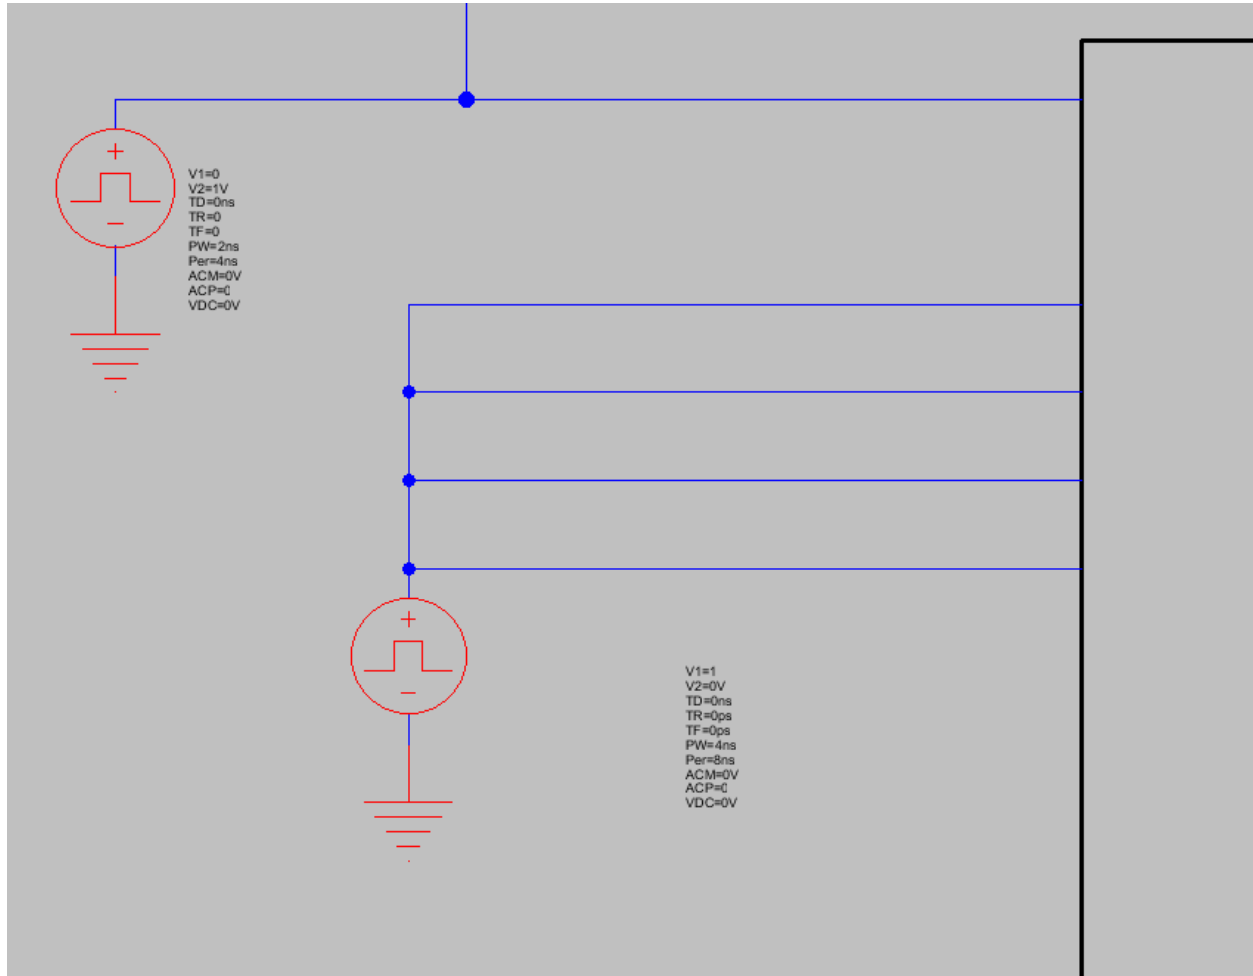 V1=0
V2=1V
TD=0ns
TR=0
TF=0
PW=2ns
Per=4ns
ACM=0V
ACP=0
VDC=0V
V1=1
V2=0V
TD=0ns
TR=0ps
TF=0ps
PW=4ns
Per=8ns
ACM=0V
ACP=0
VDC=0V